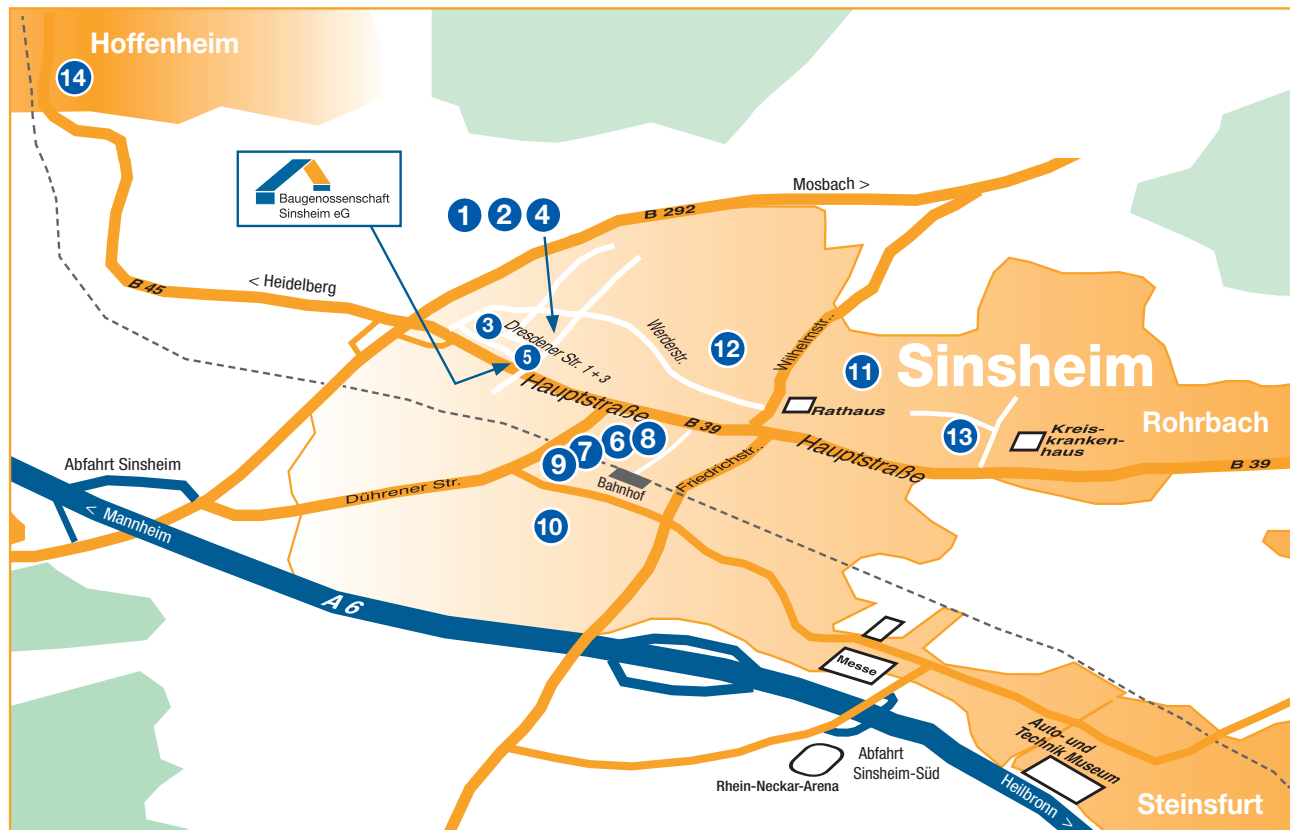 Hoffenheim
14
Baugenossenschaft
Sinsheim eG
Mosbach >
B 292
1 2 4
< Heidelberg
B 45
3
Dresdener Str. 1 + 3
5
Werderstr.
12
Wilhelmstr..
11
Sinsheim
Rathaus
Hauptstraße
B 39
Rohrbach
13
Kreis-
kranken-
haus
Hauptstraße
B 39
9 7 6 8
Friedrichstr..
Bahnhof
Abfahrt Sinsheim
Dührener Str.
< Mannheim
10
A 6
Messe
Auto- und
Technik Museum
Abfahrt
Sinsheim-Süd
Rhein-Neckar-Arena
Heilbronn >
Steinsfurt